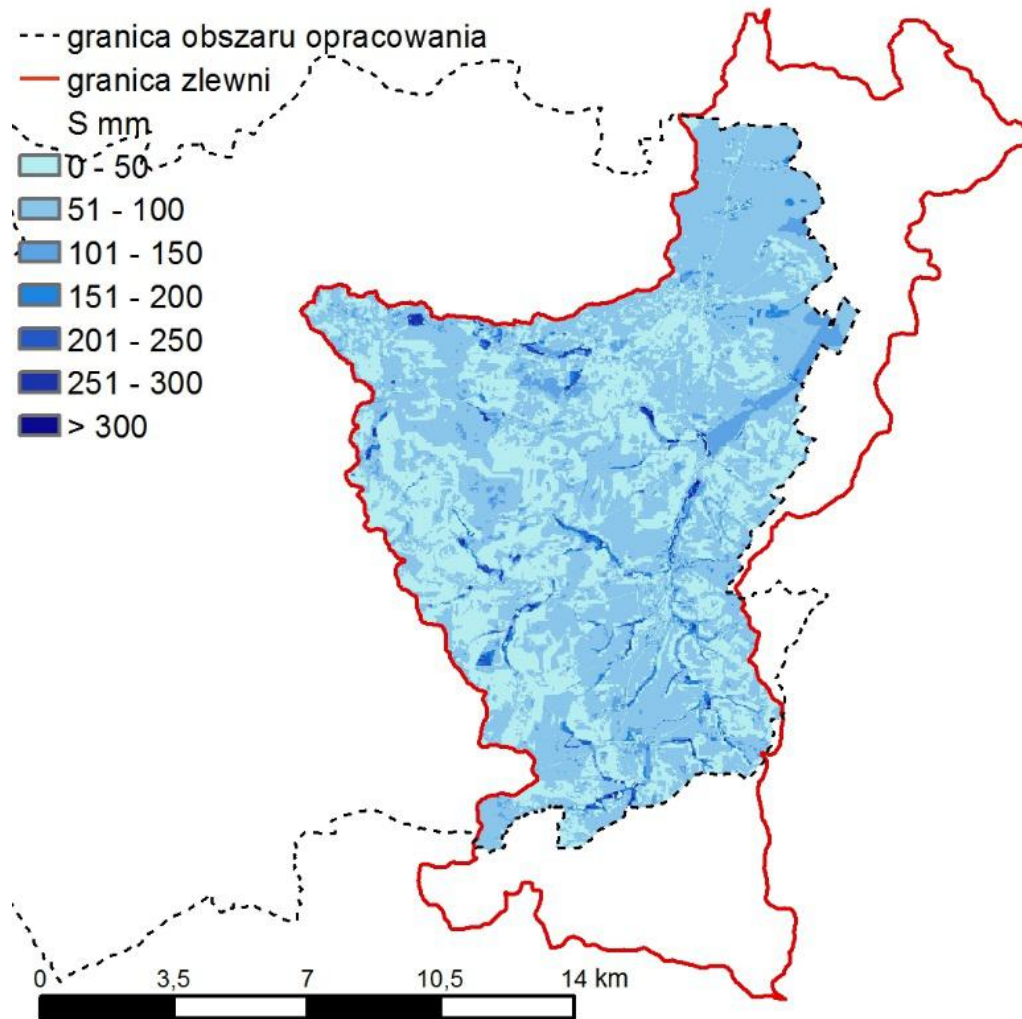 granica obszaru opracowania
granica zlewni
S mm
0 - 50
51 - 100
101 - 150
151 - 200
201 - 250
251 - 300
> 300
0 3,5 7 10,5 14 km